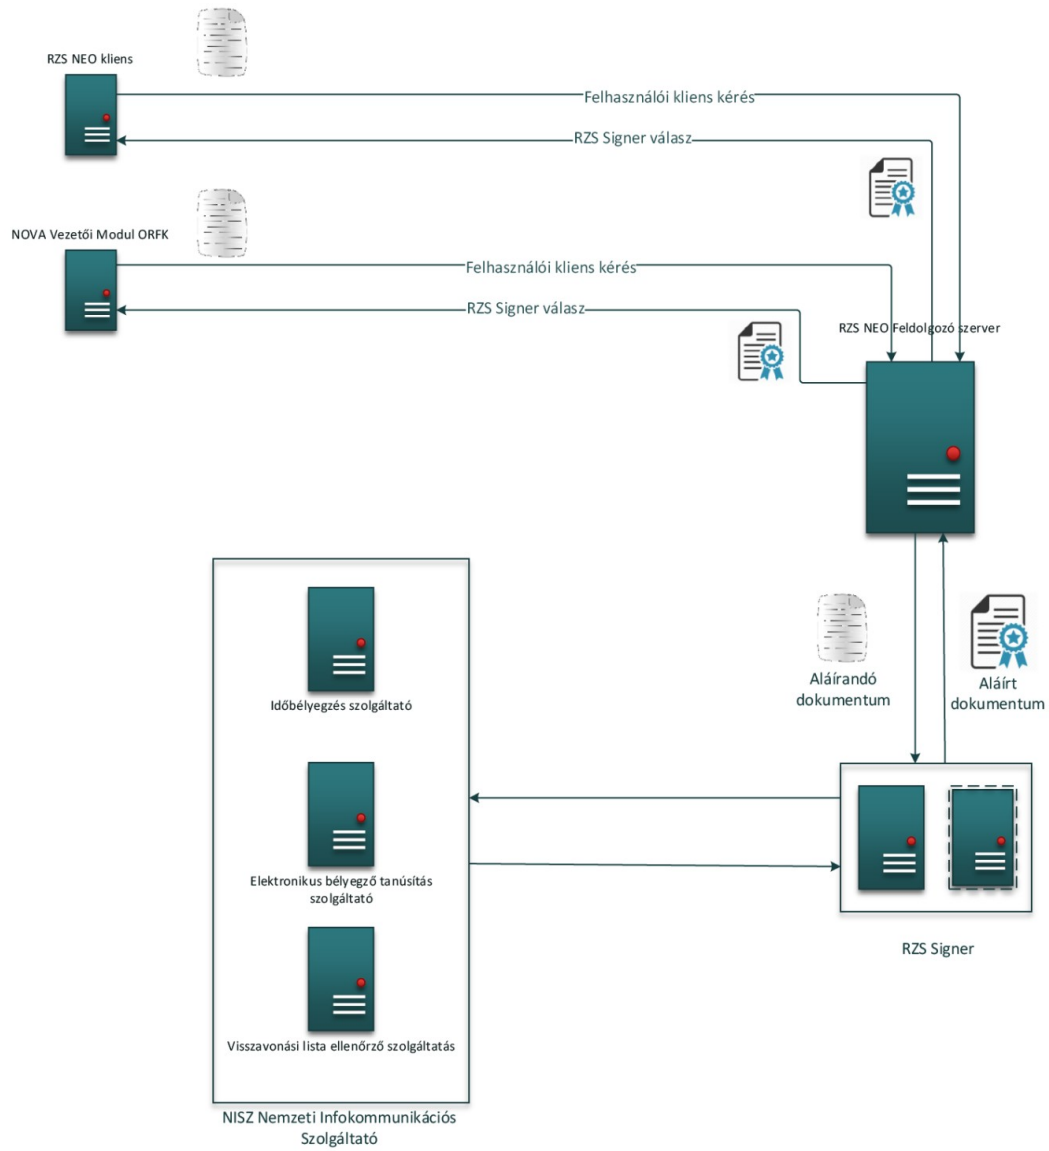 RZS NEO kliens
Felhasználói kliens kérés
RZS Signer válasz
NOVA Vezetői Modul ORFK
Felhasználói kliens kérés
RZS Signer válasz
RZS NEO Feldolgozó szerver
Aláírandó
dokumentum
Aláírt
dokumentum
Időbélyegzés szolgáltató
Elektronikus bélyegző tanúsítás
szolgáltató
RZS Signer
Visszavonási lista ellenőrző szolgáltatás
NISZ Nemzeti Infokommunikációs
Szolgáltató